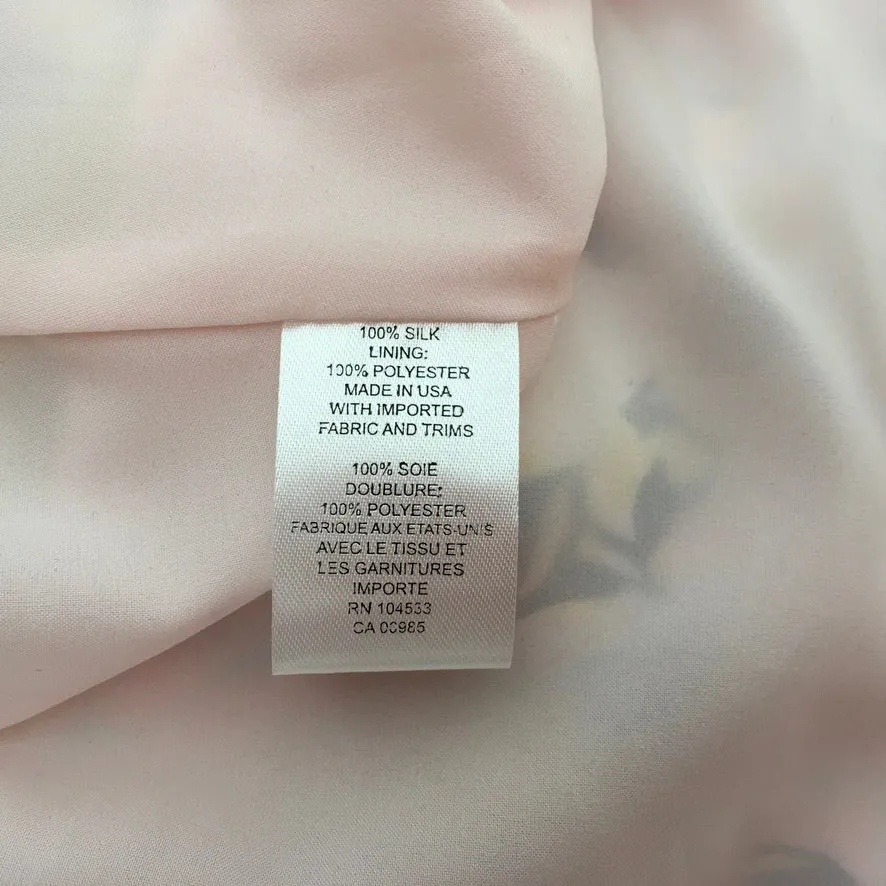 100% SILK
LINING:
100% POLYESTER
MADE IN USA
WITH IMPORTED
FABRIC AND TRIMS
100% SOIE
DOUBLURE:
100% POLYESTER
FABRIQUE AUX ETATS-UNIS
AVEC LE TISSU ET
LES GARNITURES
IMPORTE
RN 104533
CA 00985